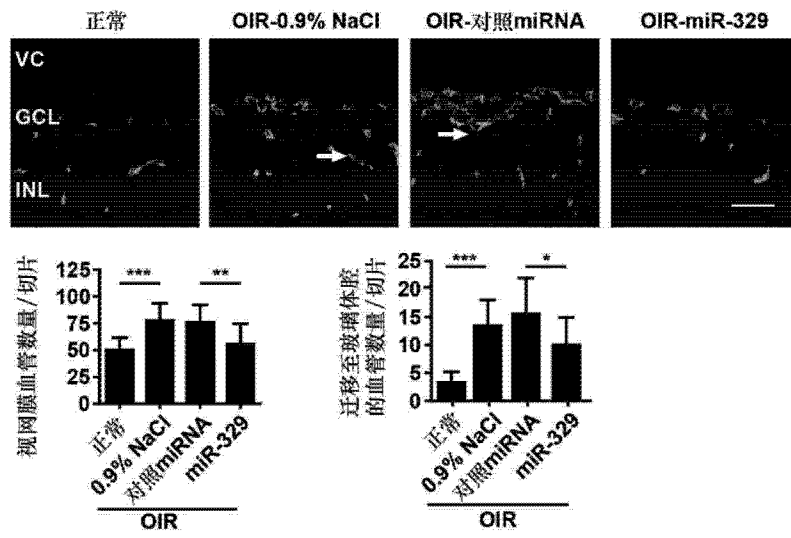 正常
OIR-0.9% NaCl
OIR-对照miRNA
OIR-miR-329
VC
GCL
INL
视网膜血管数量/切片
125
100
75
50
25
0
***
**
正常
0.9% NaCl
对照miRNA
miR-329
OIR
迁移至玻璃体腔
的血管数量/切片
25
20
15
10
5
0
***
*
正常
0.9% NaCl
对照miRNA
miR-329
OIR